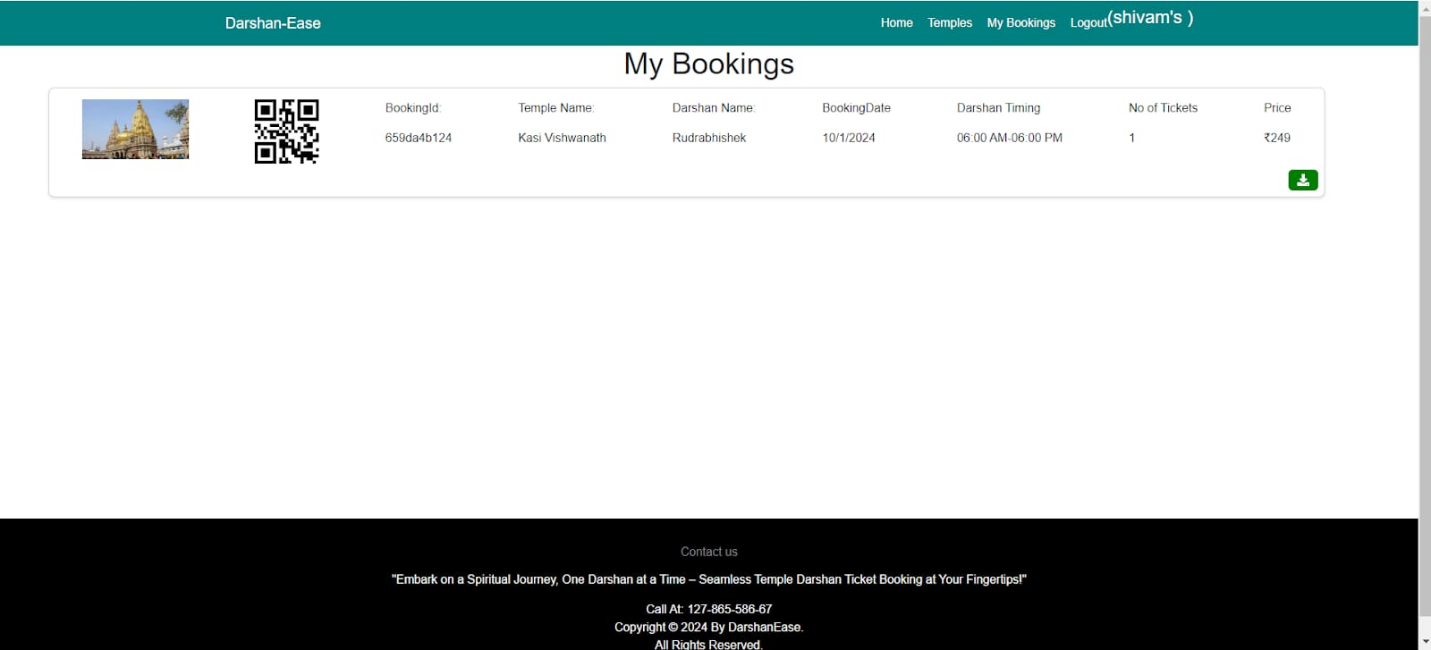 Darshan-Ease Home Temples My Bookings Logout(shivam's )
My Bookings
BookingId: Temple Name: Darshan Name: BookingDate Darshan Timing No of Tickets Price
659da4b124 Kasi Vishwanath Rudrabhishek 10/1/2024 06:00 AM-06:00 PM 1 ₹249
Contact us
"Embark on a Spiritual Journey, One Darshan at a Time – Seamless Temple Darshan Ticket Booking at Your Fingertips!"
Call At: 127-865-586-67
Copyright © 2024 By DarshanEase.
All Rights Reserved.